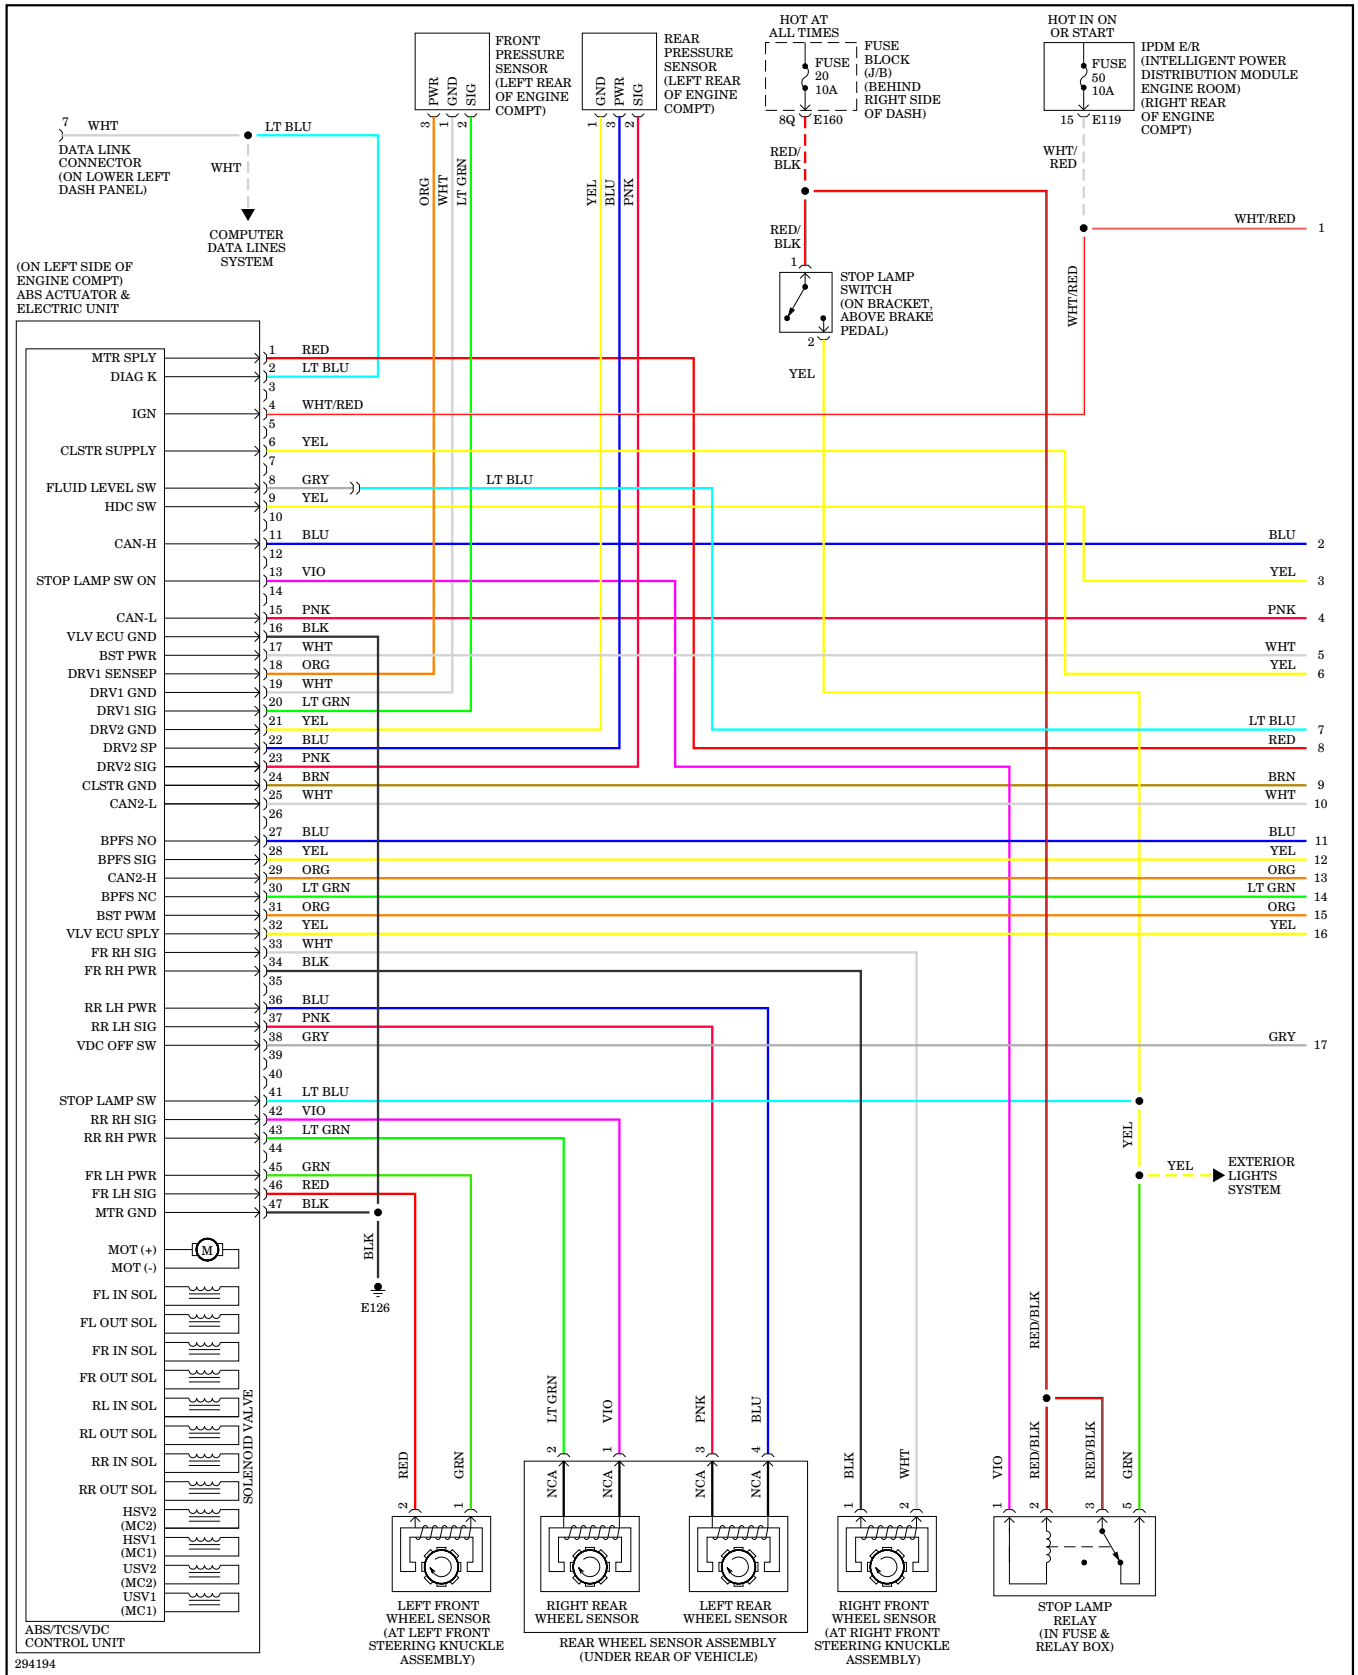 HOT AT
ALL TIMES
FUSE
20
10A
FUSE
BLOCK
(J/B)
(BEHIND
RIGHT SIDE
OF DASH)
8Q
E160
RED/
BLK
HOT IN ON
OR START
FUSE
50
10A
IPDM E/R
(INTELLIGENT POWER
DISTRIBUTION MODULE
ENGINE ROOM)
(RIGHT REAR
OF ENGINE
COMPT)
15
E119
WHT/
RED
PWR
GND
SIG
FRONT
PRESSURE
SENSOR
(LEFT REAR
OF ENGINE
COMPT)
3
1
2
ORG
WHT
LT GRN
GND
PWR
SIG
REAR
PRESSURE
SENSOR
(LEFT REAR
OF ENGINE
COMPT)
1
3
2
YEL
BLU
PNK
7
WHT
LT BLU
DATA LINK
CONNECTOR
(ON LOWER LEFT
DASH PANEL)
WHT
COMPUTER
DATA LINES
SYSTEM
RED/
BLK
1
STOP LAMP
SWITCH
(ON BRACKET,
ABOVE BRAKE
PEDAL)
2
YEL
WHT/RED
WHT/RED 1
(ON LEFT SIDE OF
ENGINE COMPT)
ABS ACTUATOR &
ELECTRIC UNIT
MTR SPLY 1 RED
DIAG K 2 LT BLU
3
IGN 4 WHT/RED
5
CLSTR SUPPLY 6 YEL
7
FLUID LEVEL SW 8 GRY LT BLU
HDC SW 9 YEL
10
CAN-H 11 BLU BLU 2
12
STOP LAMP SW ON 13 VIO YEL 3
14
CAN-L 15 PNK PNK 4
VLV ECU GND 16 BLK
BST PWR 17 WHT WHT 5
DRV1 SENSEP 18 ORG YEL 6
DRV1 GND 19 WHT
DRV1 SIG 20 LT GRN
DRV2 GND 21 YEL LT BLU 7
DRV2 SP 22 BLU RED 8
DRV2 SIG 23 PNK
CLSTR GND 24 BRN BRN 9
CAN2-L 25 WHT WHT 10
26
BPFS NO 27 BLU BLU 11
BPFS SIG 28 YEL YEL 12
CAN2-H 29 ORG ORG 13
BPFS NC 30 LT GRN LT GRN 14
BST PWM 31 ORG ORG 15
VLV ECU SPLY 32 YEL YEL 16
FR RH SIG 33 WHT
FR RH PWR 34 BLK
35
RR LH PWR 36 BLU
RR LH SIG 37 PNK
VDC OFF SW 38 GRY GRY 17
39
40
STOP LAMP SW 41 LT BLU
RR RH SIG 42 VIO
RR RH PWR 43 LT GRN
44
FR LH PWR 45 GRN
FR LH SIG 46 RED
MTR GND 47 BLK
YEL
YEL
EXTERIOR
LIGHTS
SYSTEM
BLK
E126
MOT (+)
M
MOT (-)
FL IN SOL
FL OUT SOL
FR IN SOL
FR OUT SOL
RL IN SOL
RL OUT SOL
RR IN SOL
RR OUT SOL
SOLENOID VALVE
HSV2
(MC2)
HSV1
(MC1)
USV2
(MC2)
USV1
(MC1)
ABS/TCS/VDC
CONTROL UNIT
294194
RED
GRN
2
1
LEFT FRONT
WHEEL SENSOR
(AT LEFT FRONT
STEERING KNUCKLE
ASSEMBLY)
LT GRN
VIO
2
1
NCA
NCA
RIGHT REAR
WHEEL SENSOR
PNK
BLU
3
4
NCA
NCA
LEFT REAR
WHEEL SENSOR
REAR WHEEL SENSOR ASSEMBLY
(UNDER REAR OF VEHICLE)
BLK
WHT
1
2
RIGHT FRONT
WHEEL SENSOR
(AT RIGHT FRONT
STEERING KNUCKLE
ASSEMBLY)
RED/BLK
VIO
RED/BLK
RED/BLK
GRN
1
2
3
5
STOP LAMP
RELAY
(IN FUSE &
RELAY BOX)